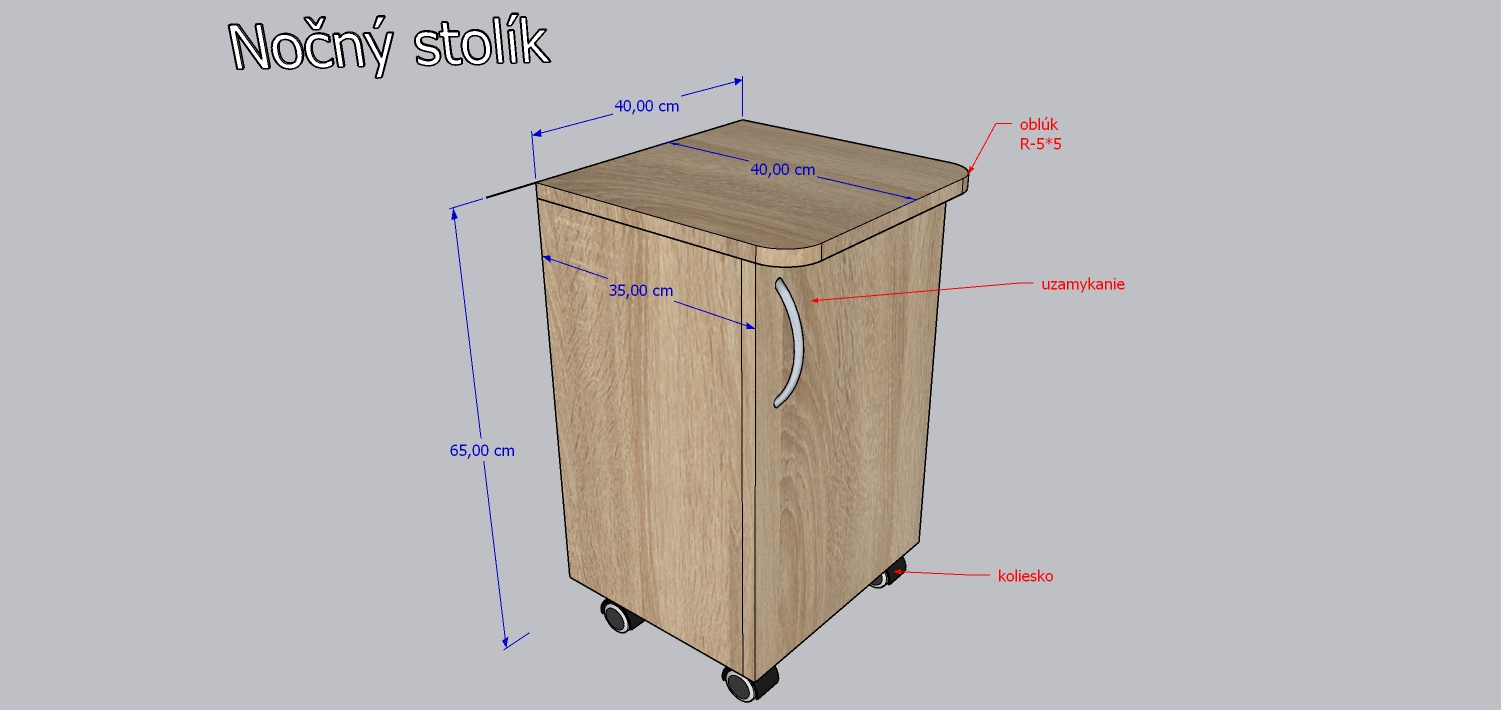 Nočný stolík
40,00 cm
oblúk
R-5*5
40,00 cm
uzamykanie
35,00 cm
65,00 cm
koliesko